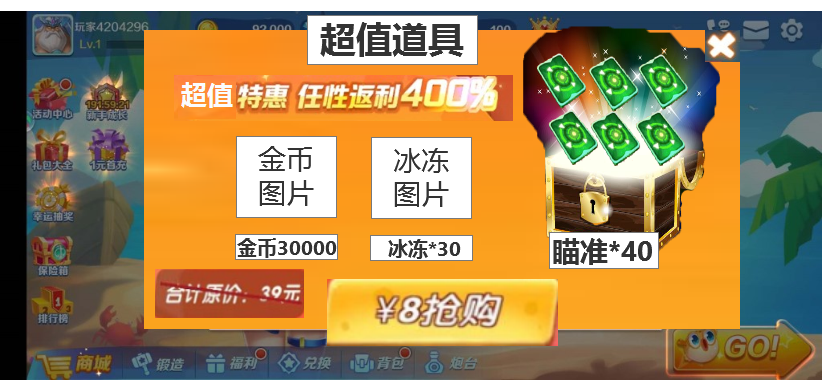 玩家4204296
Lv.1
92,000
100
超值道具
超值 特惠 任性返利400%
活动中心
19:59:21
新手成长
礼包大全
1元首充
幸运抽奖
保险箱
排行榜
金币
图片
冰冻
图片
金币30000
冰冻*30
瞄准*40
合计原价：39元
￥8抢购
商城
锻造
福利
兑换
背包
炮台
GO!